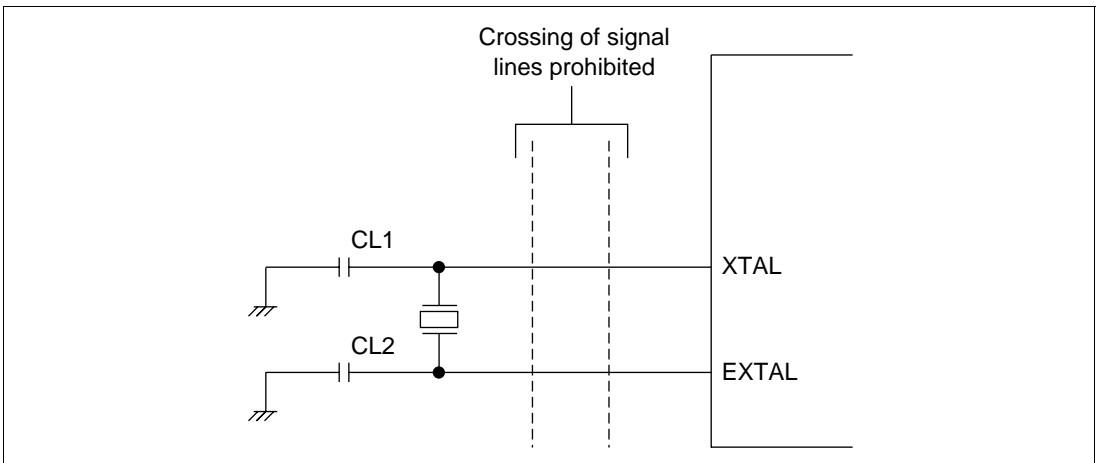 Crossing of signal
lines prohibited
CL1
XTAL
CL2
EXTAL